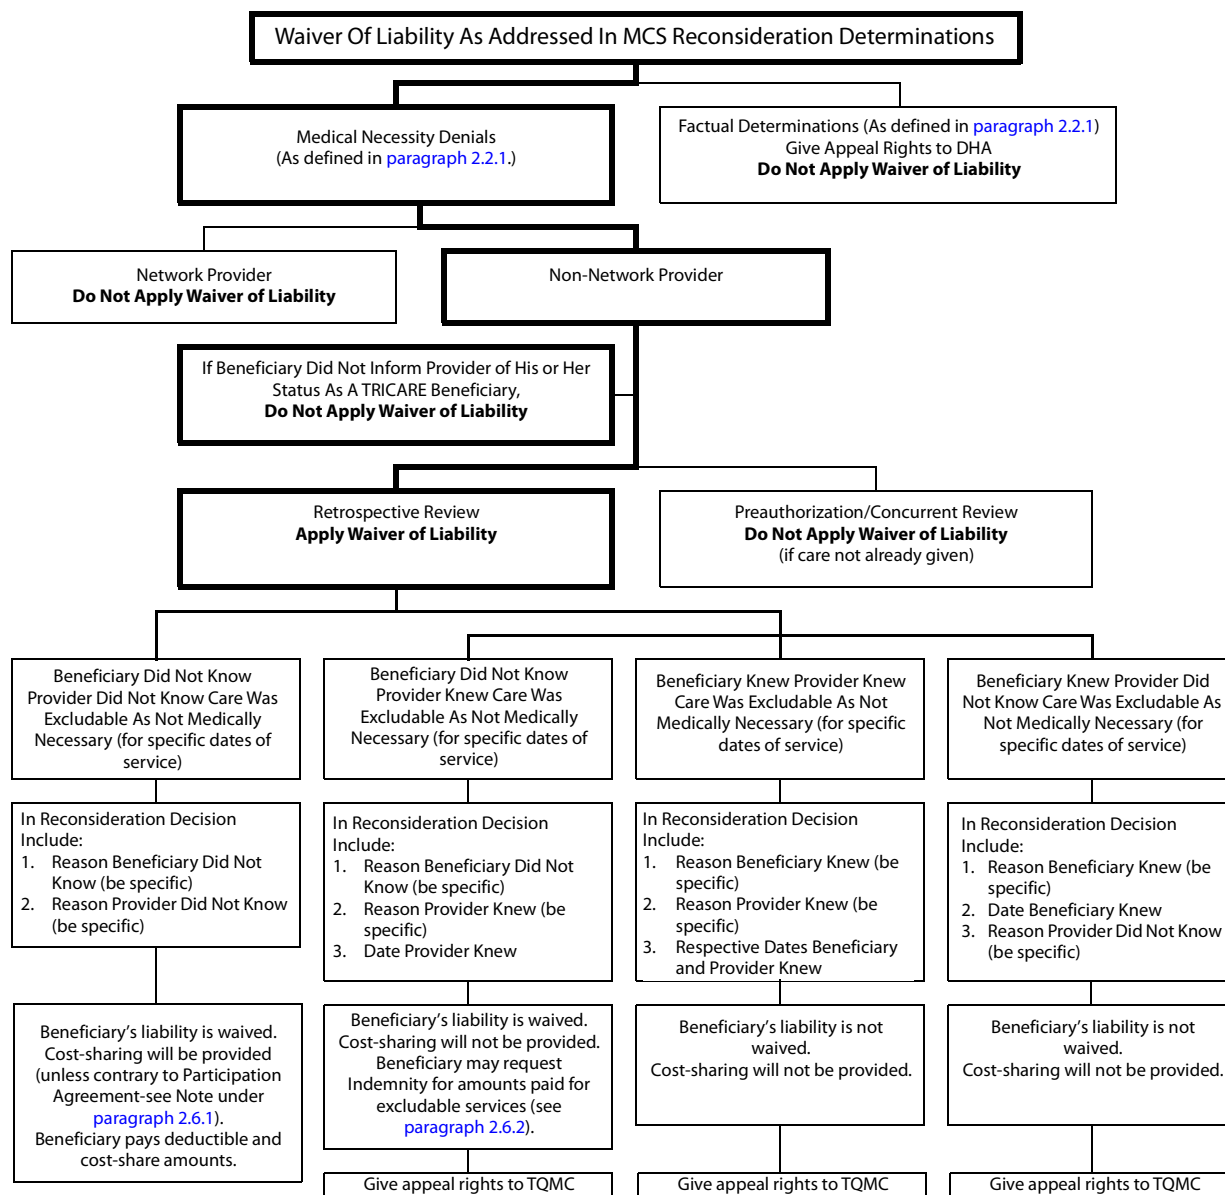 Waiver Of Liability As Addressed In MCS Reconsideration Determinations
Medical Necessity Denials
(As defined in paragraph 2.2.1.)
Factual Determinations (As defined in paragraph 2.2.1)
Give Appeal Rights to DHA
Do Not Apply Waiver of Liability
Network Provider
Do Not Apply Waiver of Liability
Non-Network Provider
If Beneficiary Did Not Inform Provider of His or Her
Status As A TRICARE Beneficiary,
Do Not Apply Waiver of Liability
Retrospective Review
Apply Waiver of Liability
Preauthorization/Concurrent Review
Do Not Apply Waiver of Liability
(if care not already given)
Beneficiary Did Not Know
Provider Did Not Know Care Was
Excludable As Not Medically
Necessary (for specific dates of
service)
Beneficiary Did Not Know
Provider Knew Care Was
Excludable As Not Medically
Necessary (for specific dates of
service)
Beneficiary Knew Provider Knew
Care Was Excludable As Not
Medically Necessary (for specific
dates of service)
Beneficiary Knew Provider Did
Not Know Care Was Excludable As
Not Medically Necessary (for
specific dates of service)
In Reconsideration Decision
Include:
1. Reason Beneficiary Did Not
Know (be specific)
2. Reason Provider Did Not Know
(be specific)
In Reconsideration Decision
Include:
1. Reason Beneficiary Did Not
Know (be specific)
2. Reason Provider Knew (be
specific)
3. Date Provider Knew
In Reconsideration Decision
Include:
1. Reason Beneficiary Knew (be
specific)
2. Reason Provider Knew (be
specific)
3. Respective Dates Beneficiary
and Provider Knew
In Reconsideration Decision
Include:
1. Reason Beneficiary Knew (be
specific)
2. Date Beneficiary Knew
3. Reason Provider Did Not Know
(be specific)
Beneficiary's liability is waived.
Cost-sharing will be provided
(unless contrary to Participation
Agreement-see Note under
paragraph 2.6.1).
Beneficiary pays deductible and
cost-share amounts.
Beneficiary's liability is waived.
Cost-sharing will not be provided.
Beneficiary may request
Indemnity for amounts paid for
excludable services (see
paragraph 2.6.2).
Beneficiary's liability is not
waived.
Cost-sharing will not be provided.
Beneficiary's liability is not
waived.
Cost-sharing will not be provided.
Give appeal rights to TQMC
Give appeal rights to TQMC
Give appeal rights to TQMC